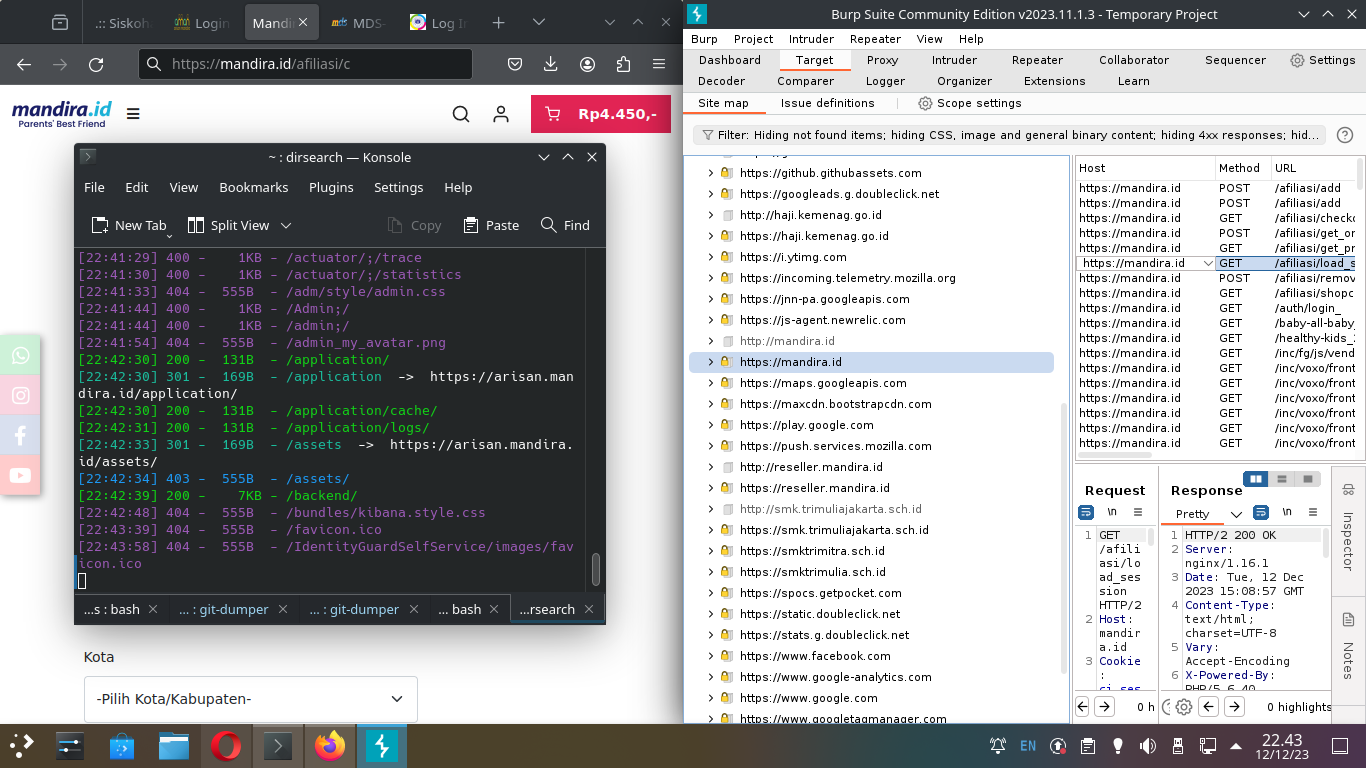 .:: Siskoh
Login
Mandi
MDS-
Log In
https://mandira.id/afiliasi/c
mandira.id
Parents' Best Friend
Rp4.450,-
~ : dirsearch — Konsole
File Edit View Bookmarks Plugins Settings Help
New Tab Split View Copy Paste Find
[22:41:29] 400 - 1KB - /actuator/;/trace
[22:41:30] 400 - 1KB - /actuator/;/statistics
[22:41:33] 404 - 555B - /adm/style/admin.css
[22:41:44] 400 - 1KB - /Admin;/
[22:41:44] 400 - 1KB - /admin;/
[22:41:54] 404 - 555B - /admin_my_avatar.png
[22:42:30] 200 - 131B - /application/
[22:42:30] 301 - 169B - /application -> https://arisan.man
dira.id/application/
[22:42:30] 200 - 131B - /application/cache/
[22:42:31] 200 - 131B - /application/logs/
[22:42:33] 301 - 169B - /assets -> https://arisan.mandira.
id/assets/
[22:42:34] 403 - 555B - /assets/
[22:42:39] 200 - 7KB - /backend/
[22:42:48] 404 - 555B - /bundles/kibana.style.css
[22:43:39] 404 - 555B - /favicon.ico
[22:43:58] 404 - 555B - /IdentityGuardSelfService/images/fav
icon.ico
...s : bash
... : git-dumper
... : git-dumper
... bash
...rsearch
Kota
-Pilih Kota/Kabupaten-
Burp Suite Community Edition v2023.11.1.3 - Temporary Project
Burp Project Intruder Repeater View Help
Dashboard Target Proxy Intruder Repeater Collaborator Sequencer Settings
Decoder Comparer Logger Organizer Extensions Learn
Site map Issue definitions Scope settings
Filter: Hiding not found items; hiding CSS, image and general binary content; hiding 4xx responses; hid...
https://github.githubassets.com
https://googleads.g.doubleclick.net
http://haji.kemenag.go.id
https://haji.kemenag.go.id
https://i.ytimg.com
https://incoming.telemetry.mozilla.org
https://jnn-pa.googleapis.com
https://js-agent.newrelic.com
http://mandira.id
https://mandira.id
https://maps.googleapis.com
https://maxcdn.bootstrapcdn.com
https://play.google.com
https://push.services.mozilla.com
http://reseller.mandira.id
https://reseller.mandira.id
http://smk.trimuliajakarta.sch.id
https://smk.trimuliajakarta.sch.id
https://smktrimitra.sch.id
https://smktrimulia.sch.id
https://spocs.getpocket.com
https://static.doubleclick.net
https://stats.g.doubleclick.net
https://www.facebook.com
https://www.google-analytics.com
https://www.google.com
https://www.googletagmanager.com
Host Method URL
https://mandira.id POST /afiliasi/add
https://mandira.id POST /afiliasi/add
https://mandira.id GET /afiliasi/checko
https://mandira.id POST /afiliasi/get_or
https://mandira.id GET /afiliasi/get_pr
https://mandira.id GET /afiliasi/load_s
https://mandira.id POST /afiliasi/remov
https://mandira.id GET /afiliasi/shopc
https://mandira.id GET /auth/login_
https://mandira.id GET /baby-all-baby_
https://mandira.id GET /healthy-kids_
https://mandira.id GET /inc/fg/js/vend
https://mandira.id GET /inc/voxo/front
https://mandira.id GET /inc/voxo/front
https://mandira.id GET /inc/voxo/front
https://mandira.id GET /inc/voxo/front
https://mandira.id GET /inc/voxo/front
https://mandira.id GET /inc/voxo/front
Request
\n
1 GET
/afili
asi/lo
ad_ses
sion
HTTP/2
2 Host:
mandir
a.id
3 Cookie
:
ci_ses
0 h
Response
Pretty
\n
1 HTTP/2 200 OK
2 Server:
nginx/1.16.1
3 Date: Tue, 12 Dec
2023 15:08:57 GMT
4 Content-Type:
text/html;
charset=UTF-8
5 Vary:
Accept-Encoding
6 X-Powered-By:
PHP/5.6.40
0 highlights
Inspector
Notes
EN
22.43
12/12/23